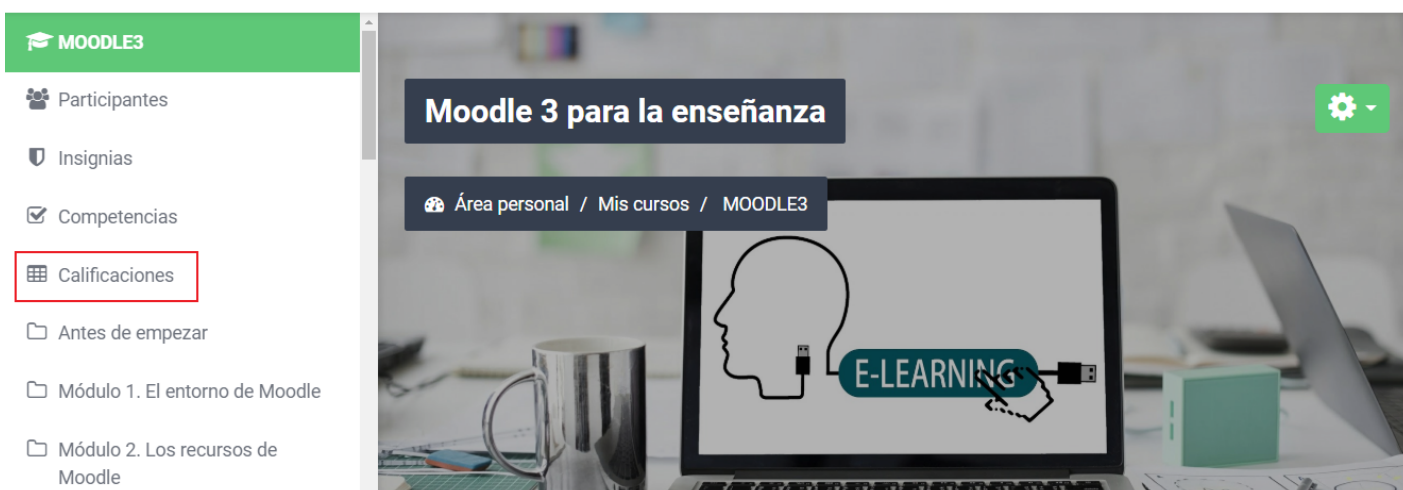 MOODLE3
Participantes
Insignias
Competencias
Calificaciones
Antes de empezar
Módulo 1. El entorno de Moodle
Módulo 2. Los recursos de
Moodle
Moodle 3 para la enseñanza
Área personal / Mis cursos / MOODLE3
E-LEARNING